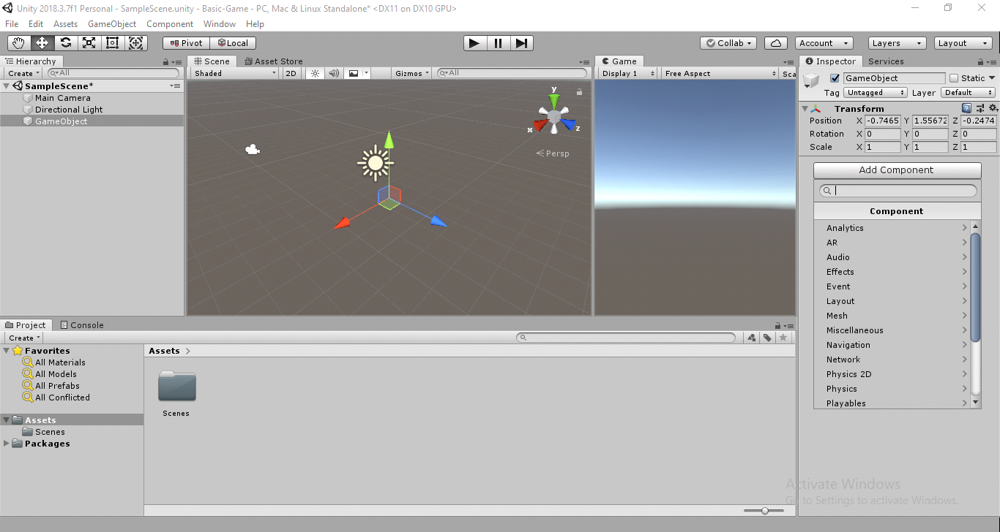 Unity 2018.3.7f1 Personal - SampleScene.unity - Basic-Game - PC, Mac & Linux Standalone* <DX11 on DX10 GPU>
File Edit Assets GameObject Component Window Help
Pivot Local Collab Account Layers Layout
Hierarchy
Create All
SampleScene*
Main Camera
Directional Light
GameObject
Scene Asset Store
Shaded 2D Gizmos All
y
x z
Persp
Game
Display 1 Free Aspect Sca
Inspector Services
GameObject Static
Tag Untagged Layer Default
Transform
Position X -0.7465 Y 1.55672 Z -0.2474
Rotation X 0 Y 0 Z 0
Scale X 1 Y 1 Z 1
Add Component
Component
Analytics
AR
Audio
Effects
Event
Layout
Mesh
Miscellaneous
Navigation
Network
Physics 2D
Physics
Playables
Project Console
Create
Favorites
All Materials
All Models
All Prefabs
All Conflicted
Assets
Scenes
Packages
Assets
Scenes
Activate Windows
Go to Settings to activate Windows.